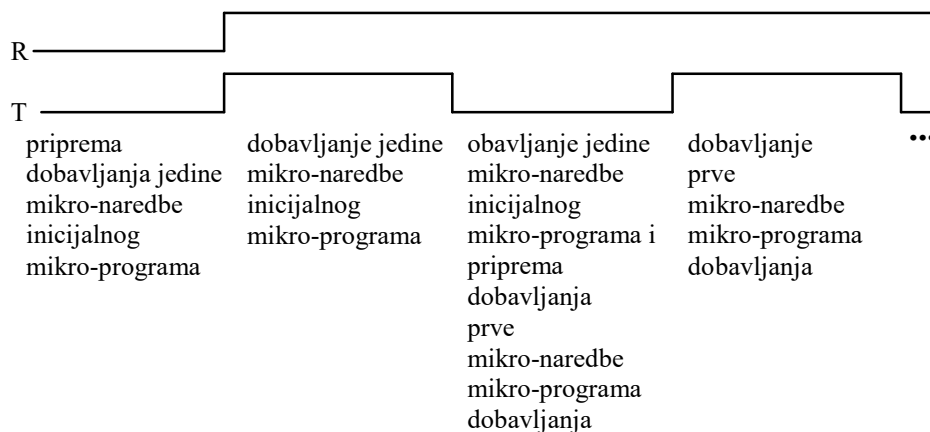 R
T
priprema
dobavljanja jedine
mikro-naredbe
inicijalnog
mikro-programa
dobavljanje jedine
mikro-naredbe
inicijalnog
mikro-programa
obavljanje jedine
mikro-naredbe
inicijalnog
mikro-programa i
priprema
dobavljanja
prve
mikro-naredbe
mikro-programa
dobavljanja
dobavljanje
prve
mikro-naredbe
mikro-programa
dobavljanja
...